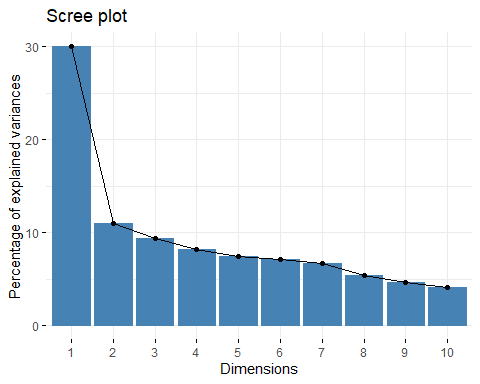 Scree plot
Percentage of explained variances
30
20
10
0
1 2 3 4 5 6 7 8 9 10
Dimensions